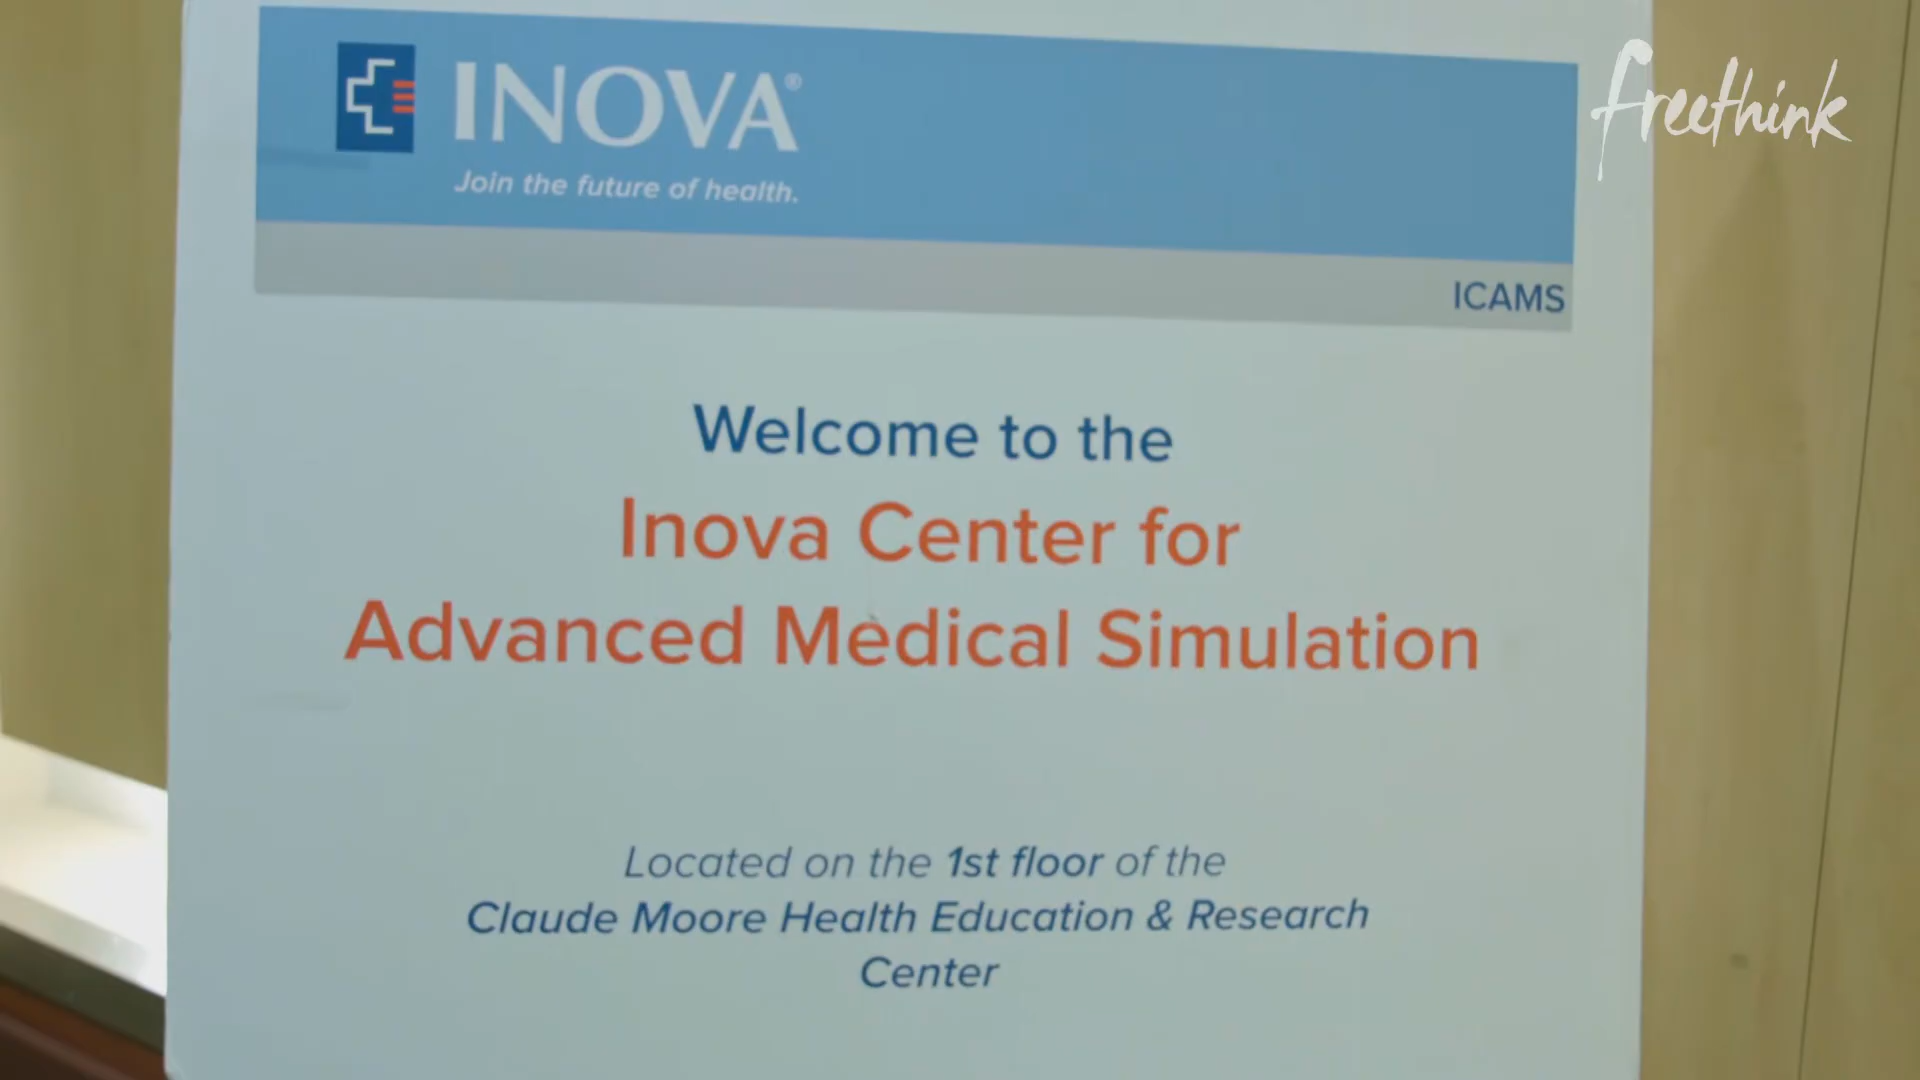 INOVA®
Join the future of health.
freethink
ICAMS
Welcome to the
Inova Center for
Advanced Medical Simulation
Located on the 1st floor of the
Claude Moore Health Education & Research
Center